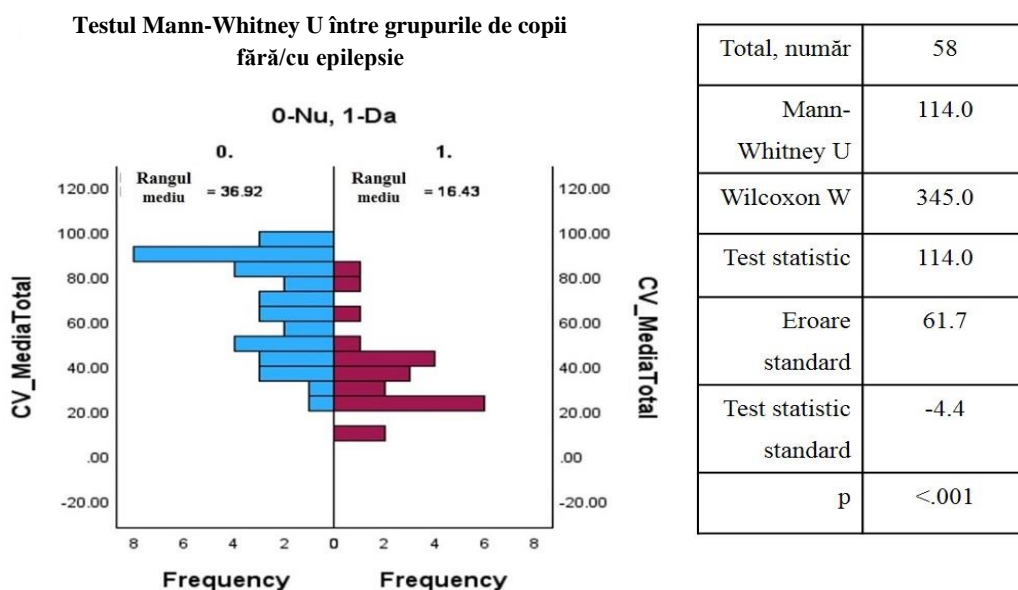 Testul Mann-Whitney U între grupurile de copii
fără/cu epilepsie
0-Nu, 1-Da
0. 1.
Rangul mediu = 36.92
Rangul mediu = 16.43
CV_MediaTotal
120.00
100.00
80.00
60.00
40.00
20.00
.00
-20.00
120.00
100.00
80.00
60.00
40.00
20.00
.00
-20.00
CV_MediaTotal
8 6 4 2 0 2 4 6 8
Frequency Frequency
Total, număr 58
Mann-
Whitney U 114.0
Wilcoxon W 345.0
Test statistic 114.0
Eroare
standard 61.7
Test statistic
standard -4.4
p <.001